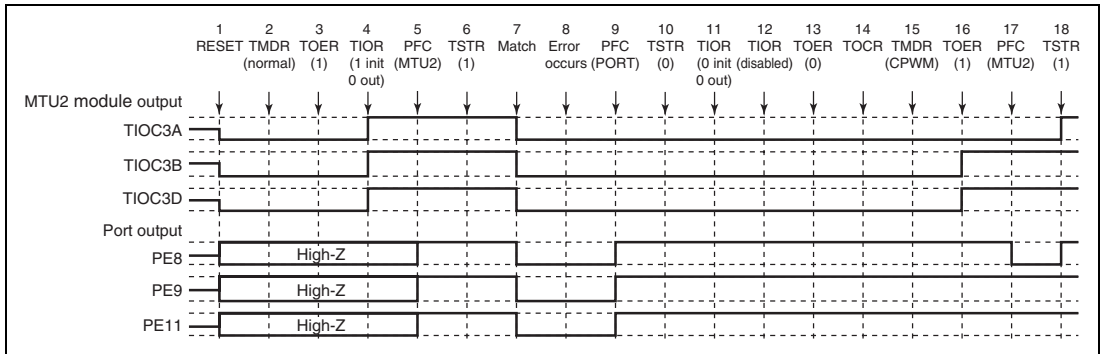 1 2 3 4 5 6 7 8 9 10 11 12 13 14 15 16 17 18
RESET TMDR TOER TIOR PFC TSTR Match Error PFC TSTR TIOR TIOR TOER TOCR TMDR TOER PFC TSTR
(normal) (1) (1 init (MTU2) (1) occurs (PORT) (0) (0 init (disabled) (0) (CPWM) (1) (MTU2) (1)
0 out) 0 out)
MTU2 module output
TIOC3A
TIOC3B
TIOC3D
Port output
PE8 High-Z
PE9 High-Z
PE11 High-Z